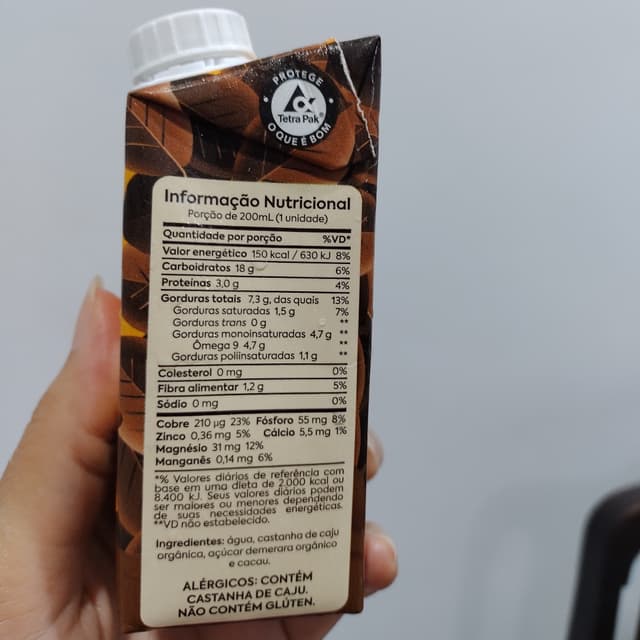 PROTEGE
Tetra Pak®
O QUE É BOM
Informação Nutricional
Porção de 200mL (1 unidade)
Quantidade por porção %VD*
Valor energético 150 kcal / 630 kJ 8%
Carboidratos 18 g 6%
Proteínas 3,0 g 4%
Gorduras totais 7,3 g, das quais 13%
Gorduras saturadas 1,5 g 7%
Gorduras trans 0 g **
Gorduras monoinsaturadas 4,7 g **
Ômega 9 4,7 g **
Gorduras poliinsaturadas 1,1 g **
Colesterol 0 mg 0%
Fibra alimentar 1,2 g 5%
Sódio 0 mg 0%
Cobre 210 µg 23% Fósforo 55 mg 8%
Zinco 0,36 mg 5% Cálcio 5,5 mg 1%
Magnésio 31 mg 12%
Manganês 0,14 mg 6%
*% Valores diários de referência com
base em uma dieta de 2.000 kcal ou
8.400 kJ. Seus valores diários podem
ser maiores ou menores dependendo
de suas necessidades energéticas.
**VD não estabelecido.
Ingredientes: água, castanha de caju
orgânica, açúcar demerara orgânico
e cacau.
ALÉRGICOS: CONTÉM
CASTANHA DE CAJU.
NÃO CONTÉM GLÚTEN.